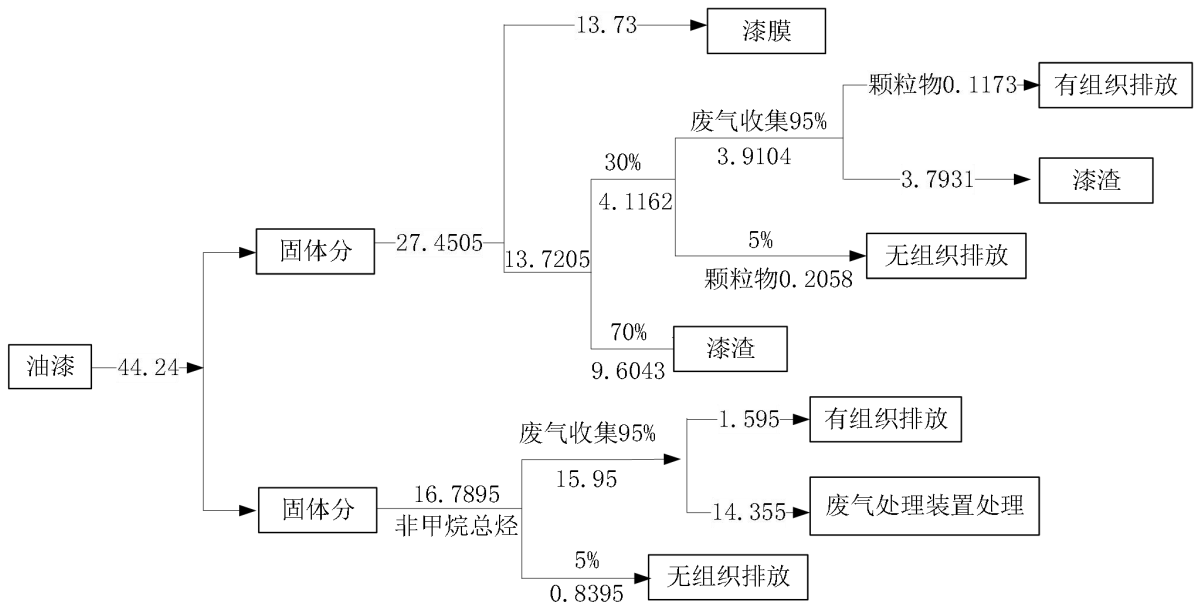 13.73
漆膜
颗粒物0.1173
有组织排放
废气收集95%
3.9104
30%
4.1162
3.7931
漆渣
固体分
27.4505
13.7205
5%
颗粒物0.2058
无组织排放
70%
9.6043
漆渣
油漆
44.24
废气收集95%
15.95
1.595
有组织排放
固体分
16.7895
非甲烷总烃
14.355
废气处理装置处理
5%
0.8395
无组织排放